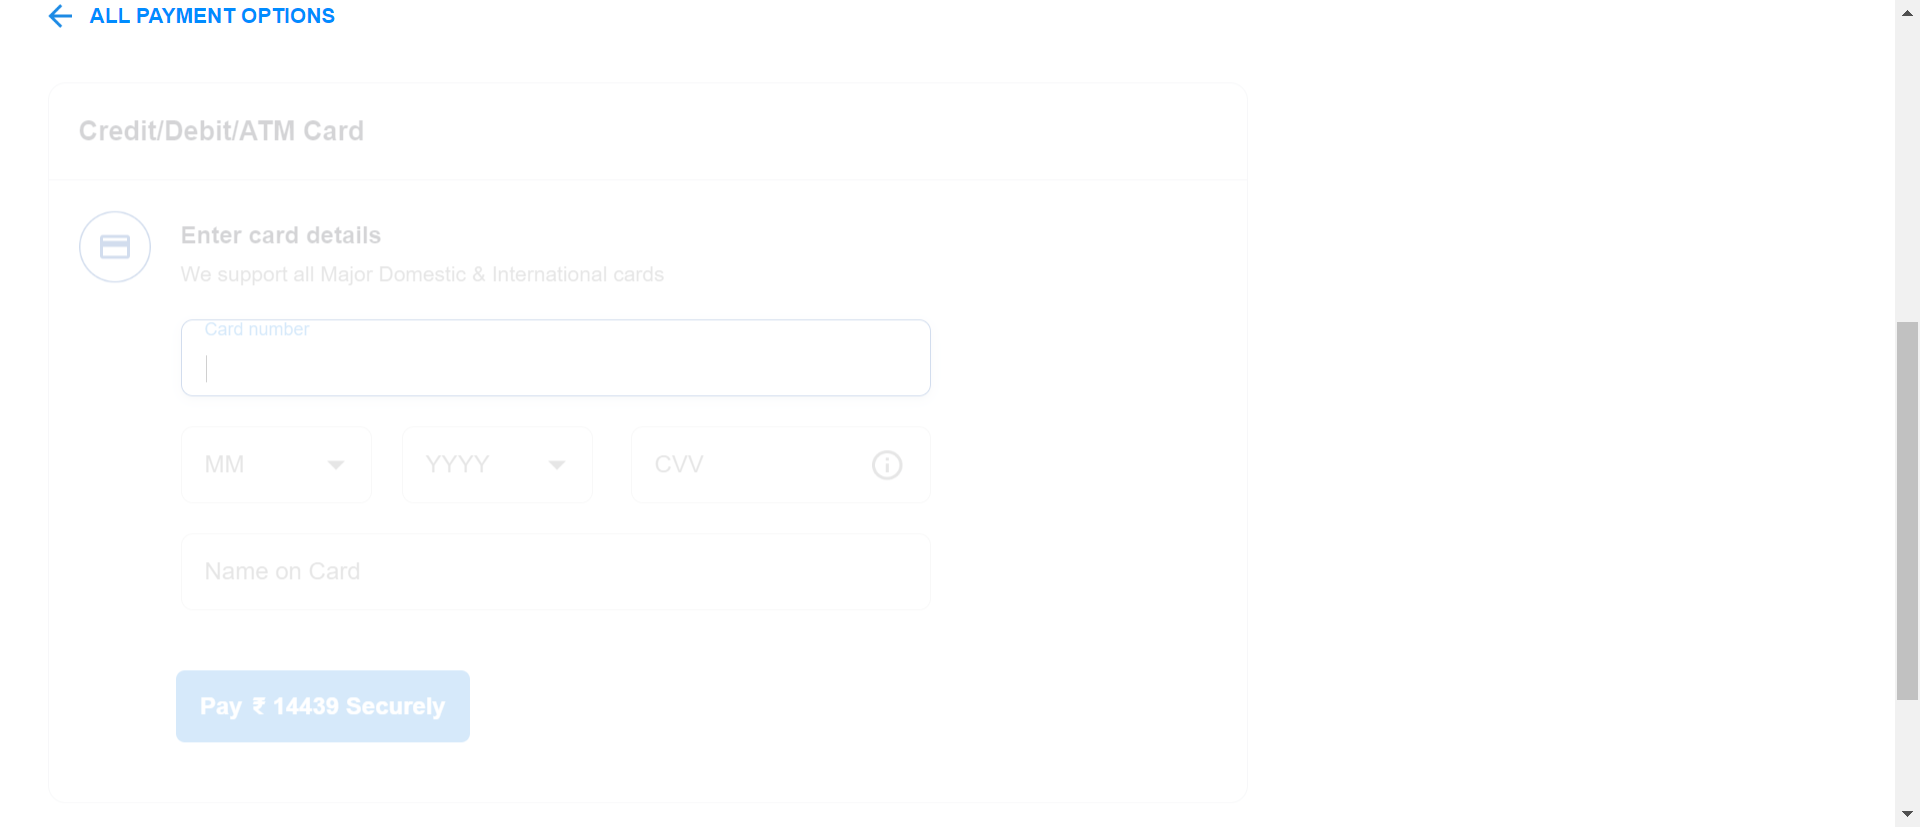 ALL PAYMENT OPTIONS
Credit/Debit/ATM Card
Enter card details
We support all Major Domestic & International cards
Card number
MM YYYY CVV
Name on Card
Pay ₹ 14439 Securely